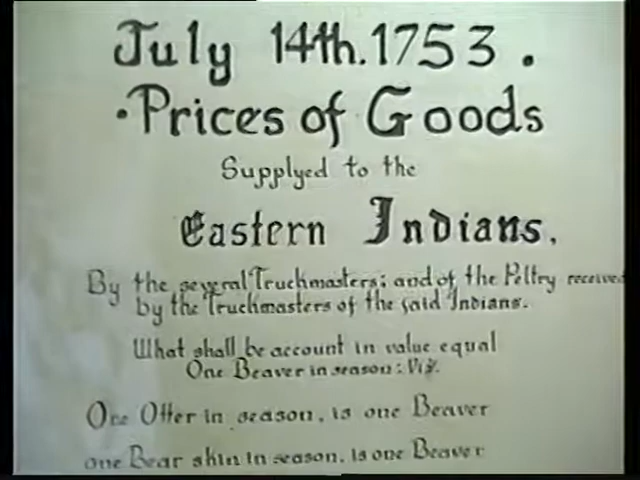 July 14th. 1753.
·Prices of Goods
Supplyed to the
Eastern Indians,
By the several Truchmasters; and of the Peltry received
by the Truchmasters of the said Indians.
What shall be account in value equal
One Beaver in season: Viz.
One Otter in season, is one Beaver
one Bear skin in season, is one Beaver